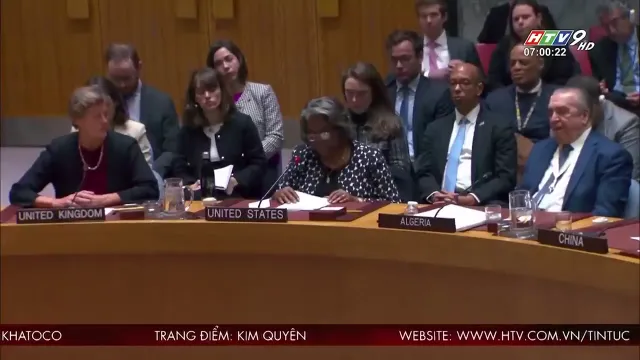 HTV9 HD
07:00:22
UNITED KINGDOM
UNITED STATES
ALGERIA
CHINA
KHATOCO TRANG ĐIỂM: KIM QUYÊN WEBSITE: WWW.HTV.COM.VN/TINTUC